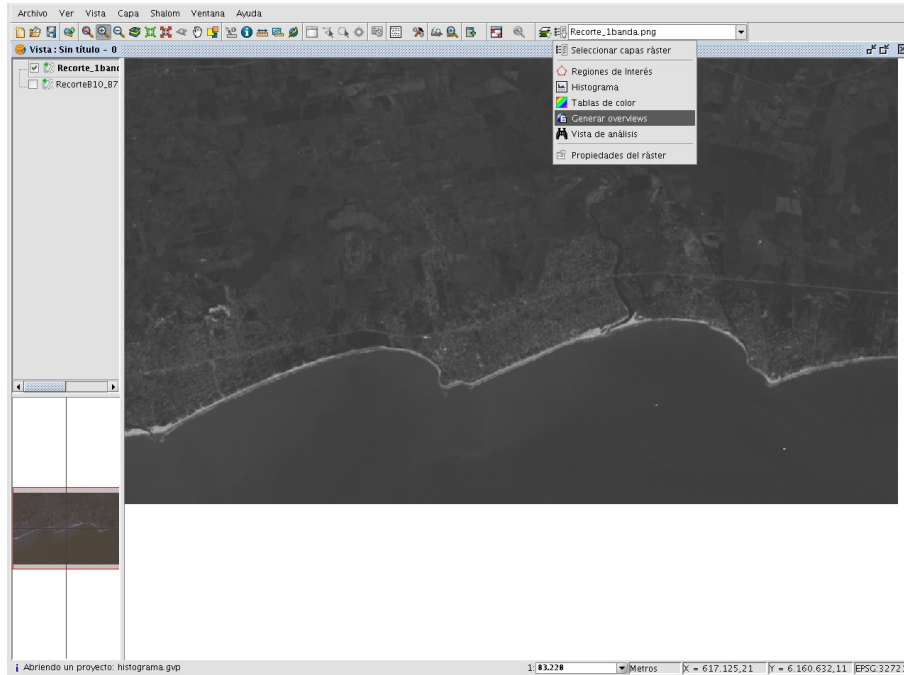 Archivo Ver Vista Capa Shalom Ventana Ayuda
Recorte_1banda.png
Vista : Sin título - 0
Seleccionar capas ráster
Recorte_1band
RecorteB10_B7
Regiones de Interés
Histograma
Tablas de color
Generar overviews
Vista de análisis
Propiedades del ráster
Abriendo un proyecto: histograma.gvp
1: 83.228 Metros X = 617.125,21 Y = 6.160.632,11 EPSG:32721